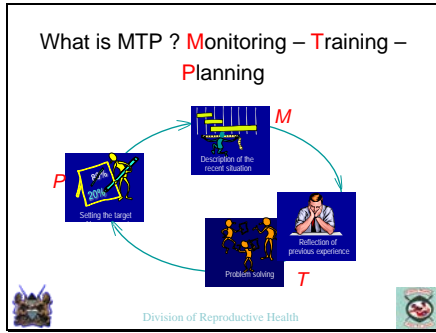 What is MTP ? Monitoring – Training –
Planning
M
Description of the
recent situation
P
20%
Setting the target
Reflection of
previous experience
Problem solving
T
Division of Reproductive Health